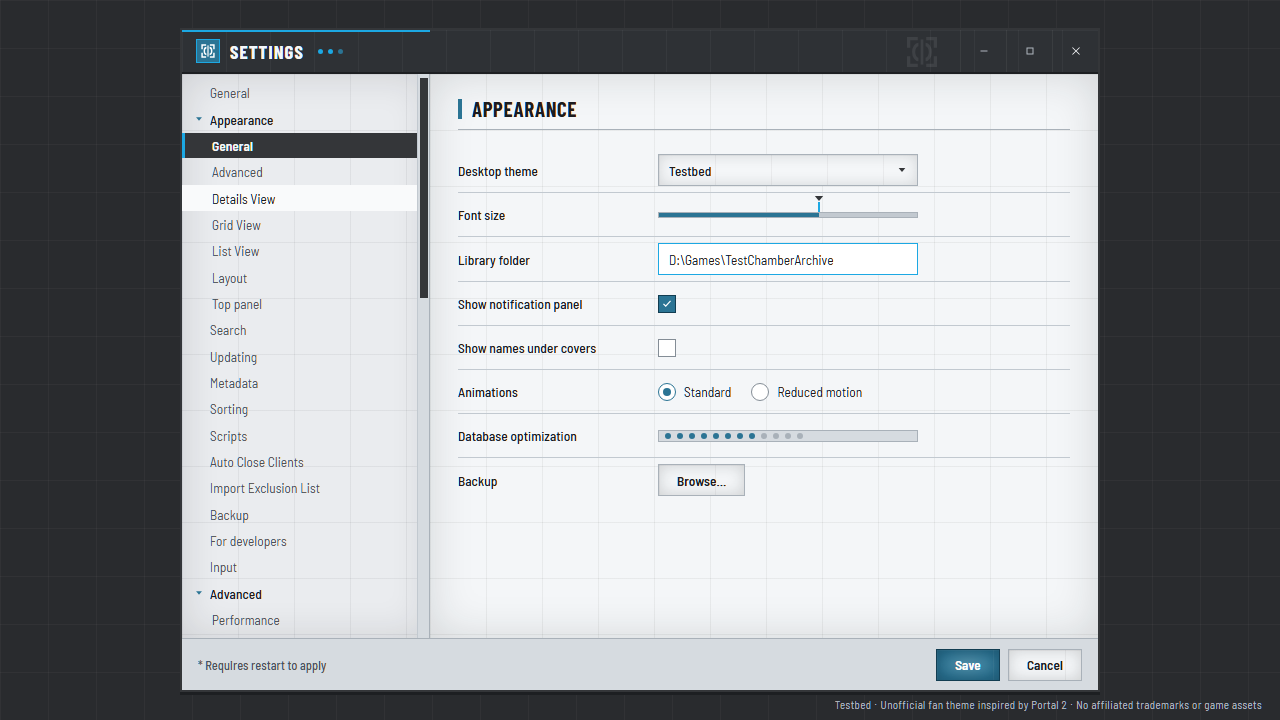 SETTINGS
General
Appearance
General
Advanced
Details View
Grid View
List View
Layout
Top panel
Search
Updating
Metadata
Sorting
Scripts
Auto Close Clients
Import Exclusion List
Backup
For developers
Input
Advanced
Performance
APPEARANCE
Desktop theme Testbed
Font size
Library folder D:\Games\TestChamberArchive
Show notification panel
Show names under covers
Animations Standard Reduced motion
Database optimization
Backup Browse...
* Requires restart to apply
Save Cancel
Testbed · Unofficial fan theme inspired by Portal 2 · No affiliated trademarks or game assets